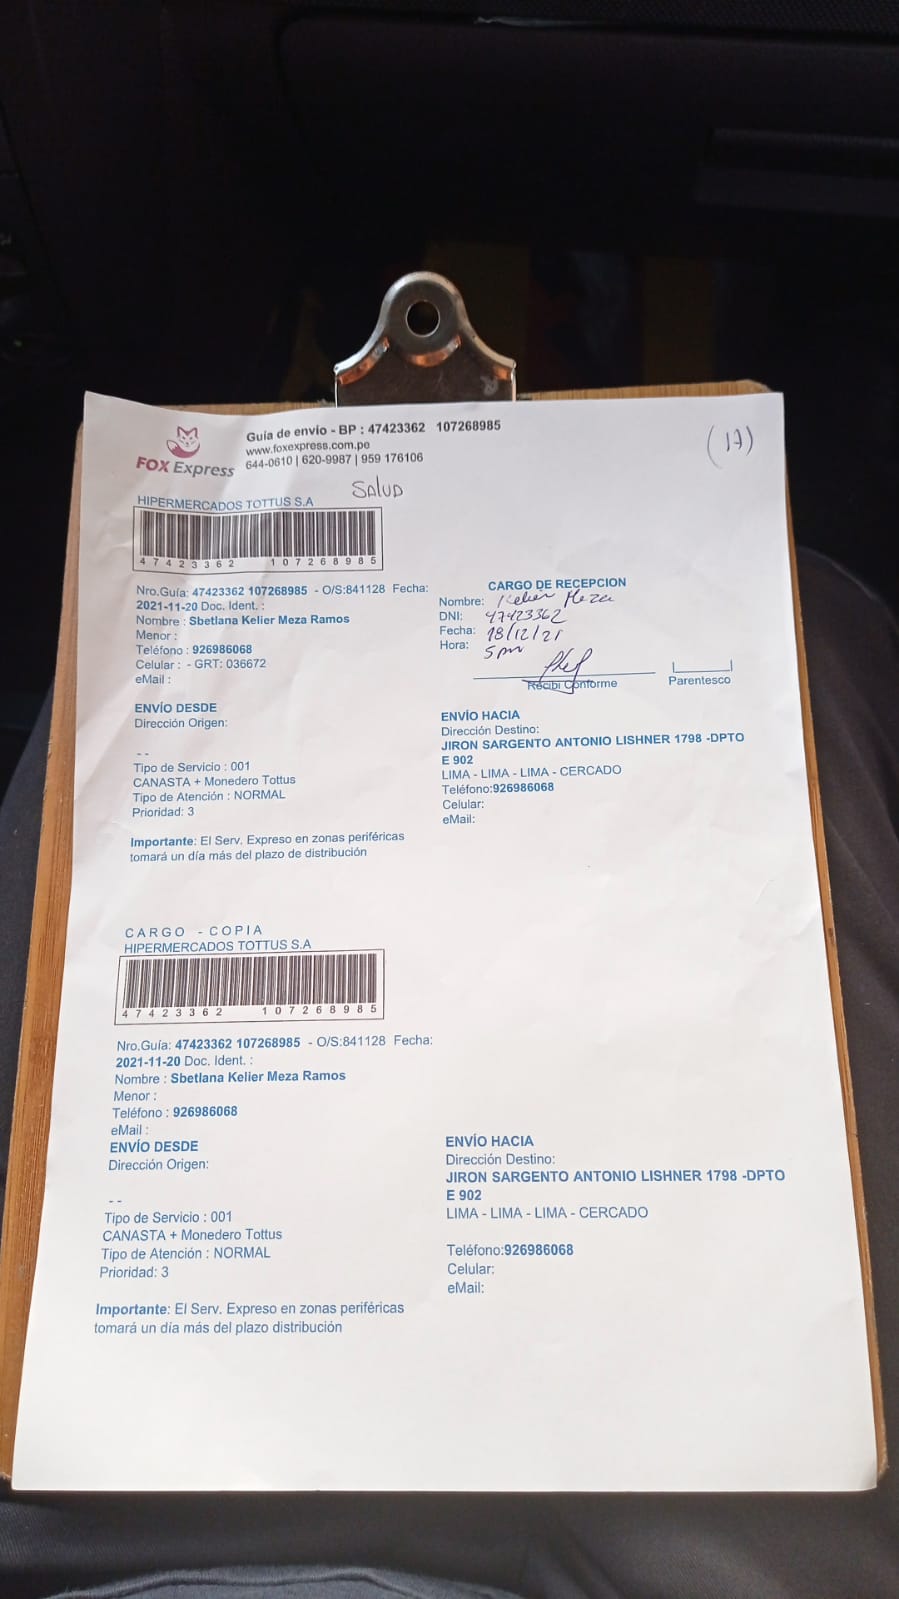 FOX Express
Guía de envío - BP : 47423362 107268985
www.foxexpress.com.pe
644-0610 | 620-9987 | 959 176106
(17)
SALUD
HIPERMERCADOS TOTTUS S.A
47423362 107268985
Nro.Guía: 47423362 107268985 - O/S:841128 Fecha:
2021-11-20 Doc. Ident. :
Nombre : Sbetlana Kelier Meza Ramos
Menor :
Teléfono : 926986068
Celular : - GRT: 036672
eMail :
CARGO DE RECEPCION
Nombre: Kelier Meza
DNI: 47423362
Fecha: 18/12/21
Hora: 5 pm
Recibi Conforme
Parentesco
ENVÍO DESDE
Dirección Origen:
- -
Tipo de Servicio : 001
CANASTA + Monedero Tottus
Tipo de Atención : NORMAL
Prioridad: 3
ENVÍO HACIA
Dirección Destino:
JIRON SARGENTO ANTONIO LISHNER 1798 -DPTO
E 902
LIMA - LIMA - LIMA - CERCADO
Teléfono:926986068
Celular:
eMail:
Importante: El Serv. Expreso en zonas periféricas
tomará un día más del plazo de distribución
CARGO - COPIA
HIPERMERCADOS TOTTUS S.A
47423362 107268985
Nro.Guía: 47423362 107268985 - O/S:841128 Fecha:
2021-11-20 Doc. Ident. :
Nombre : Sbetlana Kelier Meza Ramos
Menor :
Teléfono : 926986068
eMail :
ENVÍO DESDE
Dirección Origen:
- -
Tipo de Servicio : 001
CANASTA + Monedero Tottus
Tipo de Atención : NORMAL
Prioridad: 3
ENVÍO HACIA
Dirección Destino:
JIRON SARGENTO ANTONIO LISHNER 1798 -DPTO
E 902
LIMA - LIMA - LIMA - CERCADO
Teléfono:926986068
Celular:
eMail:
Importante: El Serv. Expreso en zonas periféricas
tomará un día más del plazo distribución